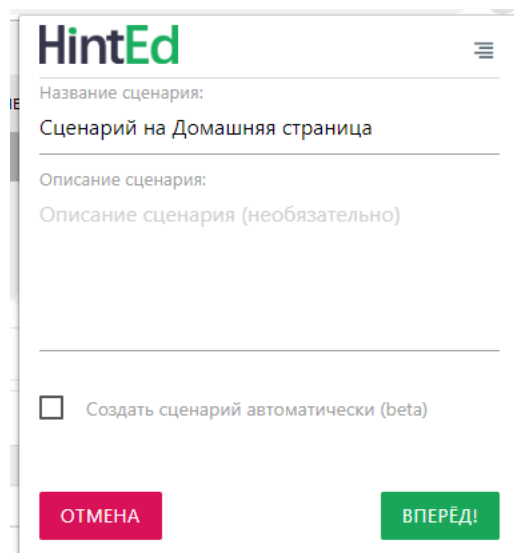 HintEd
Название сценария:
Сценарий на Домашняя страница
Описание сценария:
Описание сценария (необязательно)
Создать сценарий автоматически (beta)
ОТМЕНА
ВПЕРЁД!